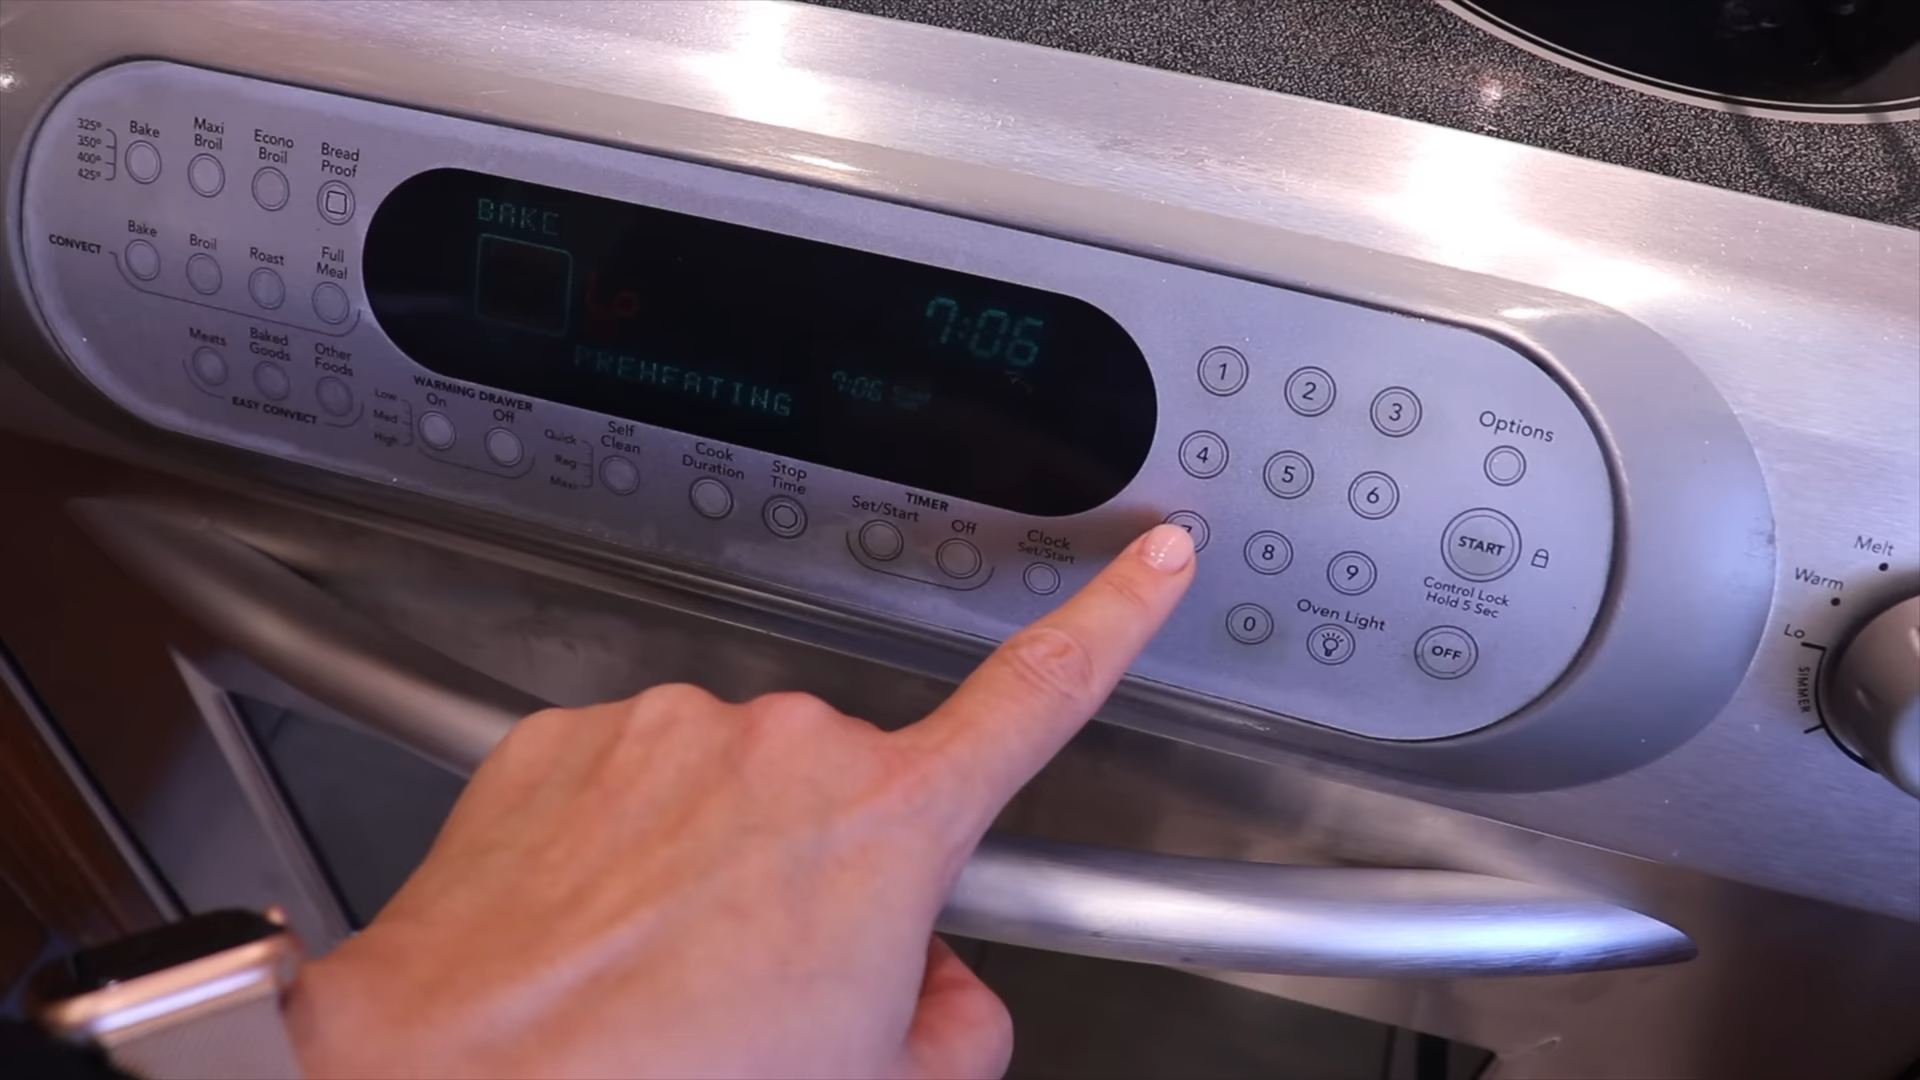 325°
350°
400°
425°
Bake
Maxi
Broil
Econo
Broil
Bread
Proof
CONVECT
Bake
Broil
Roast
Full
Meal
Meats
Baked
Goods
Other
Foods
EASY CONVECT
BAKE
7:06
PREHEATING
7:06
Low
Med
High
WARMING DRAWER
On
Off
Quick
Reg
Maxi
Self
Clean
Cook
Duration
Stop
Time
TIMER
Set/Start
Off
Clock
Set/Start
1
2
3
4
5
6
7
8
9
0
Oven Light
Options
START
Control Lock
Hold 5 Sec
OFF
Melt
Warm
Lo
SIMMER